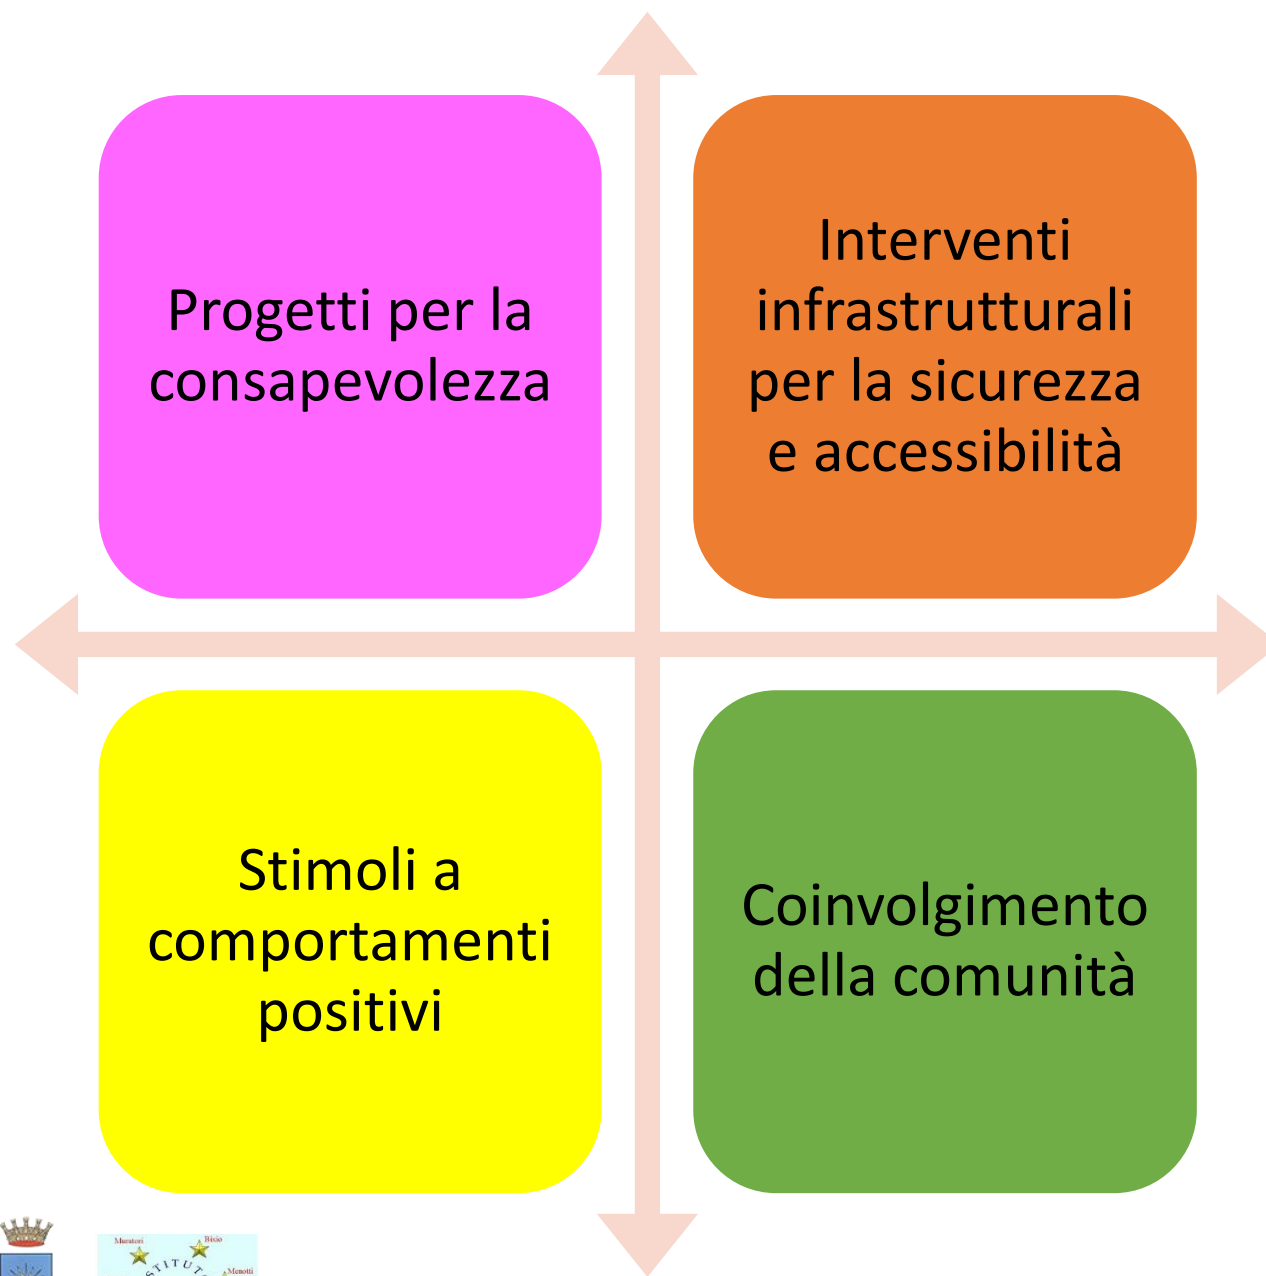 Progetti per la
consapevolezza
Interventi
infrastrutturali
per la sicurezza
e accessibilità
Stimoli a
comportamenti
positivi
Coinvolgimento
della comunità
Muratori
Bixio
Menotti